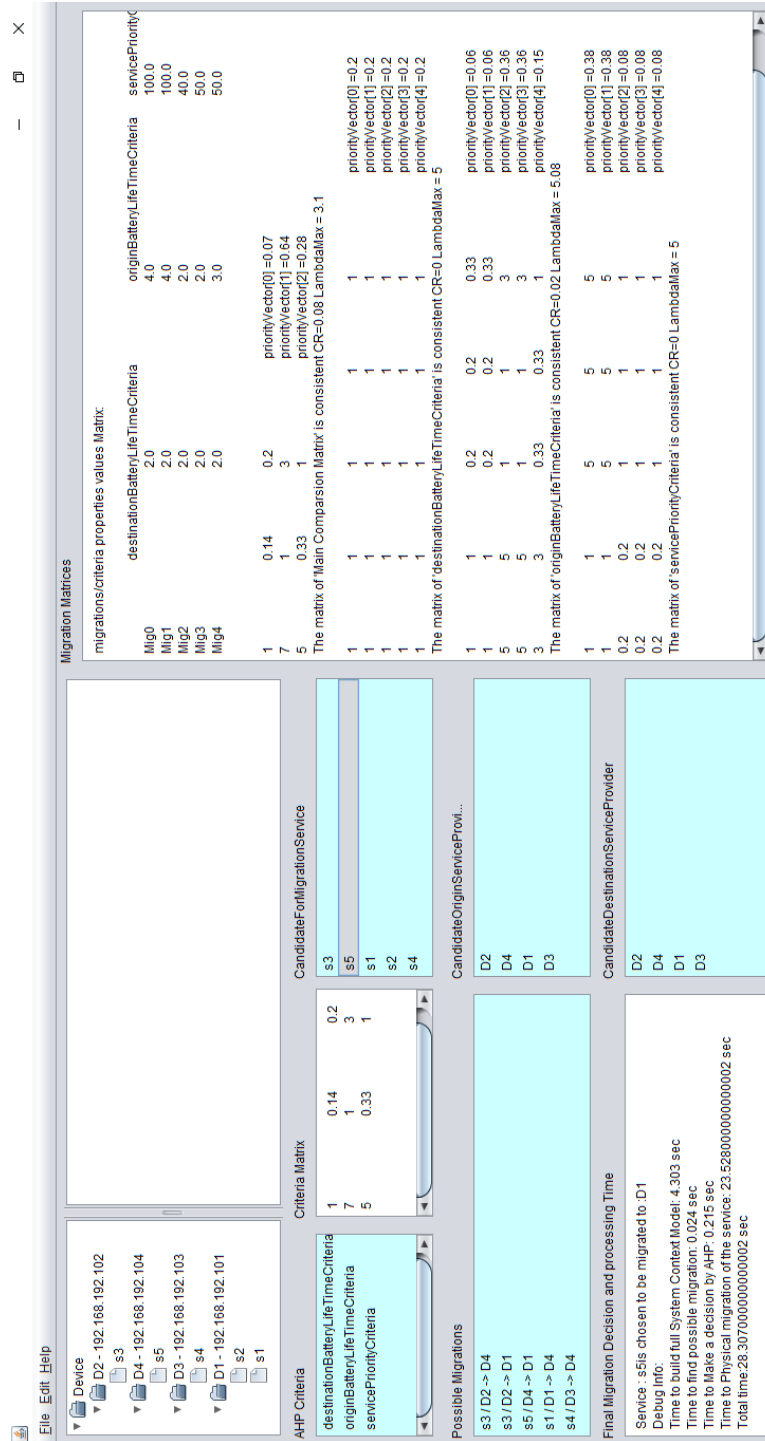 File Edit Help
Device
D2 - 192.168.192.102
s3
D4 - 192.168.192.104
s5
D3 - 192.168.192.103
s4
D1 - 192.168.192.101
s2
s1
AHP Criteria
destinationBatteryLifeTimeCriteria
originBatteryLifeTimeCriteria
servicePriorityCriteria
Criteria Matrix
1 0.14 0.2
7 1 3
5 0.33 1
CandidateForMigrationService
s3
s5
s1
s2
s4
Possible Migrations
s3 / D2 -> D4
s3 / D2 -> D1
s5 / D4 -> D1
s1 / D1 -> D4
s4 / D3 -> D4
CandidateOriginServiceProvi...
D2
D4
D1
D3
Final Migration Decision and processing Time
Service : s5is chosen to be migrated to :D1
Debug Info:
Time to build full System Context Model: 4.303 sec
Time to find possible migration: 0.024 sec
Time to Make a decision by AHP: 0.215 sec
Time to Physical migration of the service: 23.528000000000002 sec
Total time:28.307000000000002 sec
CandidateDestinationServiceProvider
D2
D4
D1
D3
Migration Matrices
migrations/criteria properties values Matrix:
destinationBatteryLifeTimeCriteria originBatteryLifeTimeCriteria servicePriorityC
Mig0 2.0 4.0 100.0
Mig1 2.0 4.0 100.0
Mig2 2.0 2.0 40.0
Mig3 2.0 2.0 50.0
Mig4 2.0 3.0 50.0
1 0.14 0.2 priorityVector[0] =0.07
7 1 3 priorityVector[1] =0.64
5 0.33 1 priorityVector[2] =0.28
The matrix of 'Main Comparsion Matrix' is consistent CR=0.08 LambdaMax = 3.1
1 1 1 1 1 priorityVector[0] =0.2
1 1 1 1 1 priorityVector[1] =0.2
1 1 1 1 1 priorityVector[2] =0.2
1 1 1 1 1 priorityVector[3] =0.2
1 1 1 1 1 priorityVector[4] =0.2
The matrix of 'destinationBatteryLifeTimeCriteria' is consistent CR=0 LambdaMax = 5
1 1 0.2 0.2 0.33 priorityVector[0] =0.06
1 1 0.2 0.2 0.33 priorityVector[1] =0.06
5 5 1 1 3 priorityVector[2] =0.36
5 5 1 1 3 priorityVector[3] =0.36
3 3 0.33 0.33 1 priorityVector[4] =0.15
The matrix of 'originBatteryLifeTimeCriteria' is consistent CR=0.02 LambdaMax = 5.08
1 1 5 5 5 priorityVector[0] =0.38
1 1 5 5 5 priorityVector[1] =0.38
0.2 0.2 1 1 1 priorityVector[2] =0.08
0.2 0.2 1 1 1 priorityVector[3] =0.08
0.2 0.2 1 1 1 priorityVector[4] =0.08
The matrix of 'servicePriorityCriteria' is consistent CR=0 LambdaMax = 5